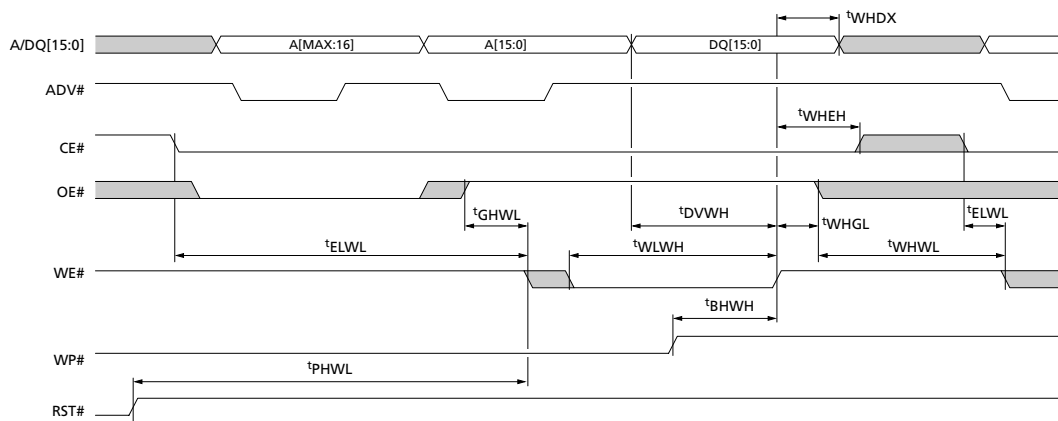 tWHDX
A/DQ[15:0] A[MAX:16] A[15:0] DQ[15:0]
ADV#
tWHEH
CE#
OE#
tGHWL tDVWH tWHGL tELWL
tELWL tWLWH tWHWL
WE#
tBHWH
WP#
tPHWL
RST#